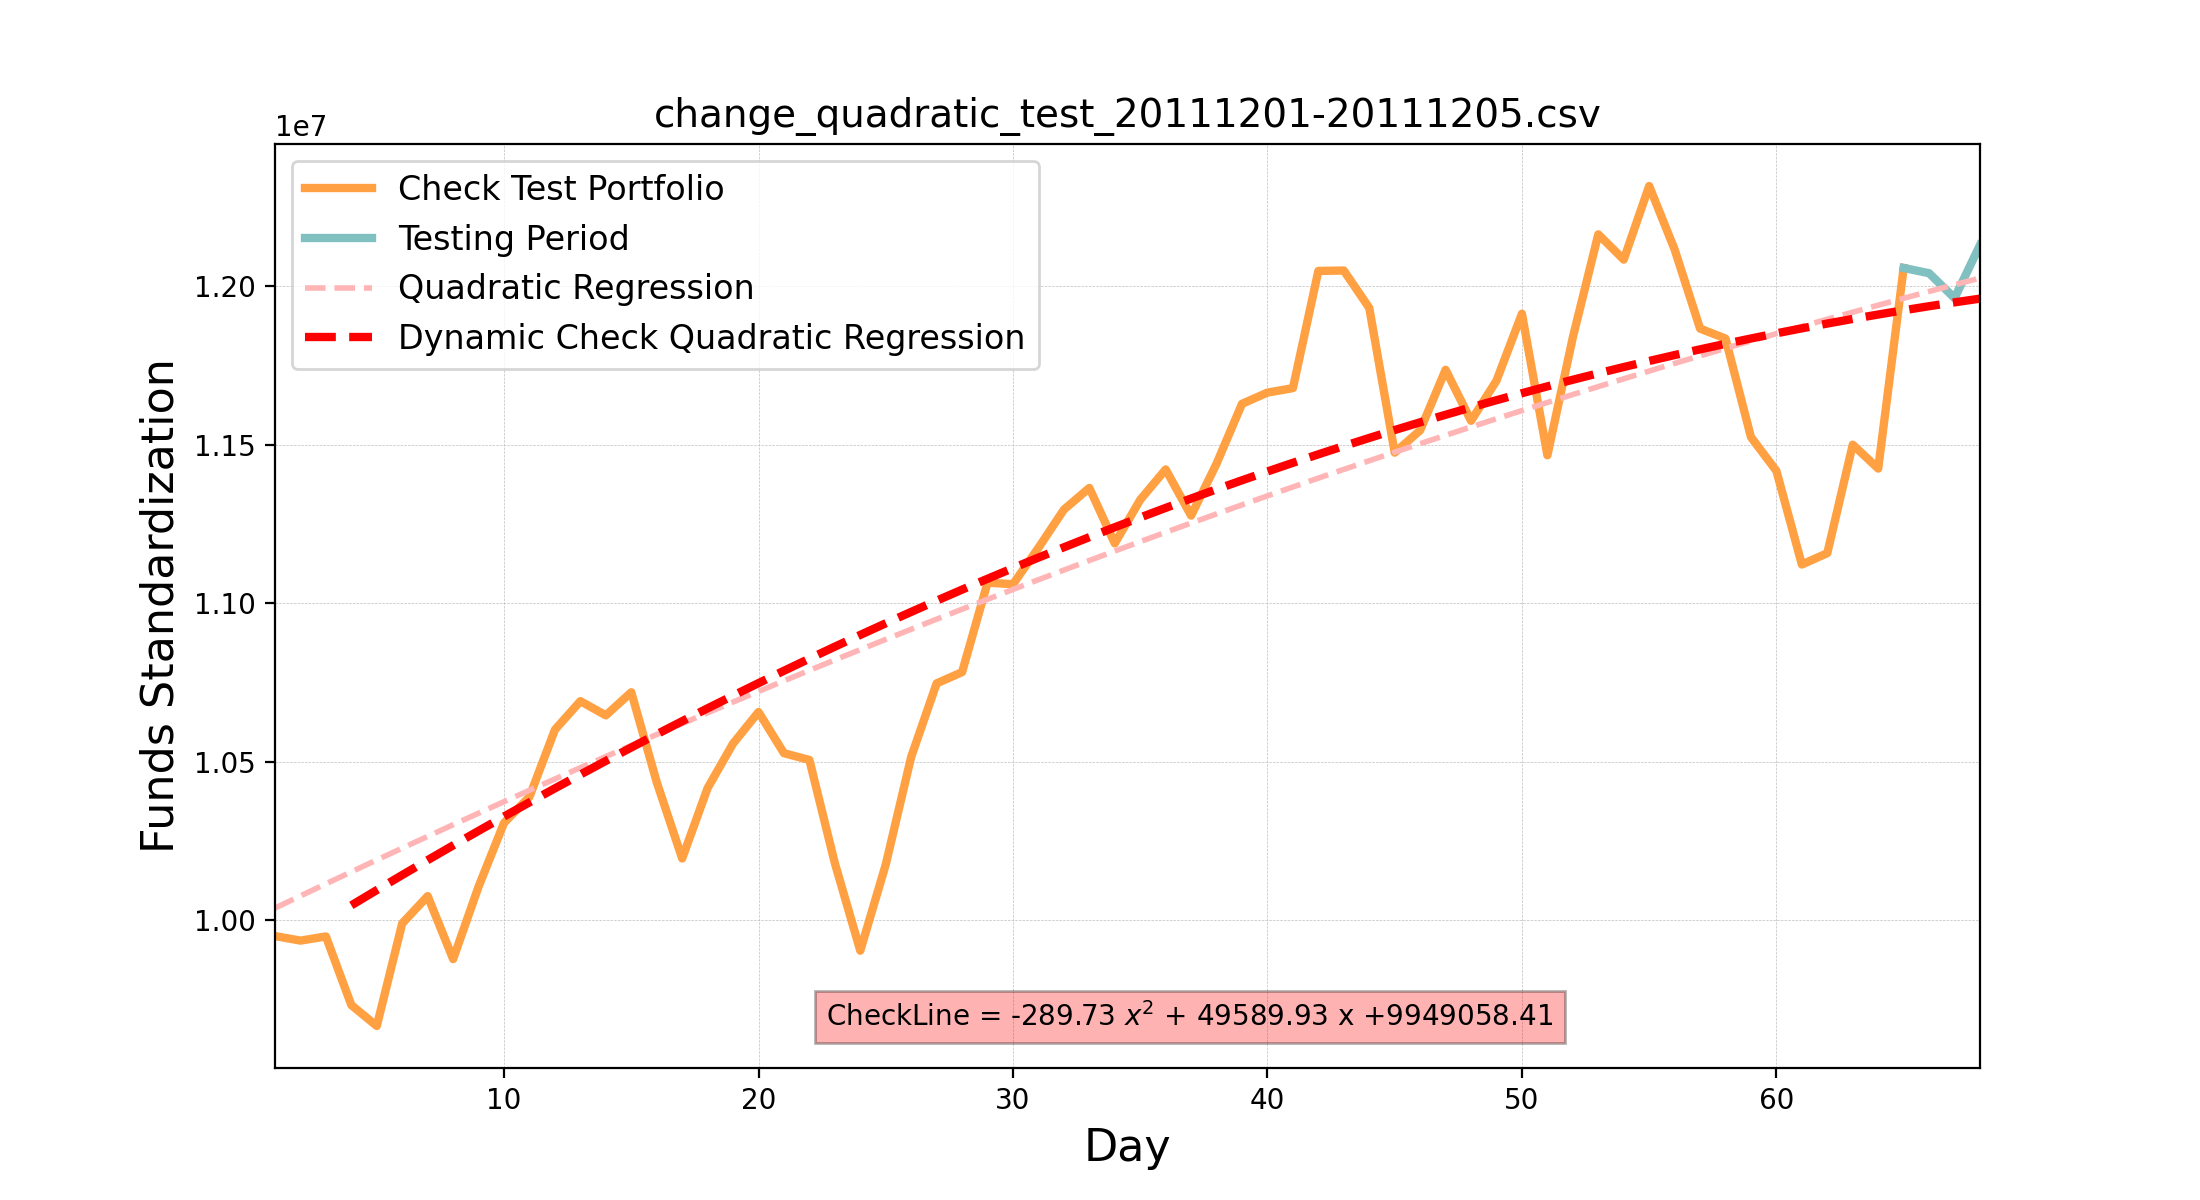 change_quadratic_test_20111201-20111205.csv
1e7
Check Test Portfolio
Testing Period
Quadratic Regression
Dynamic Check Quadratic Regression
1.20
1.15
1.10
1.05
1.00
Funds Standardization
CheckLine = -289.73 x² + 49589.93 x +9949058.41
10 20 30 40 50 60
Day